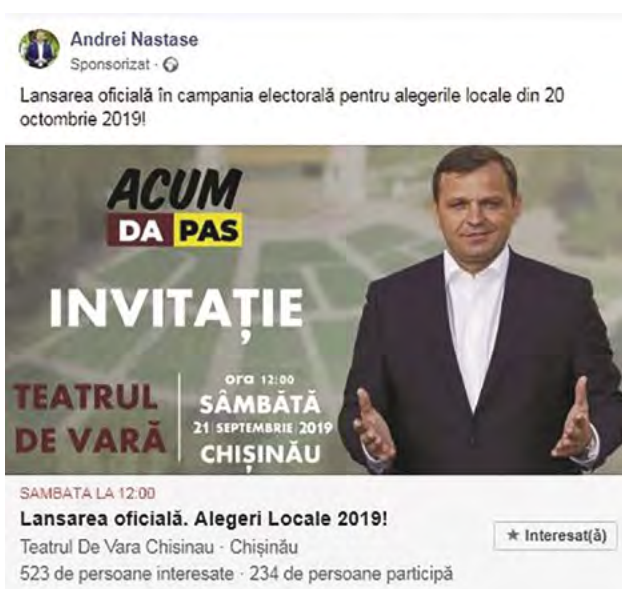 Andrei Nastase
Sponsorizat ·
Lansarea oficială în campania electorală pentru alegerile locale din 20
octombrie 2019!
ACUM
DA PAS
INVITAȚIE
TEATRUL
DE VARĂ
ora 12:00
SÂMBĂTĂ
21 SEPTEMBRIE 2019
CHIȘINĂU
SAMBATA LA 12:00
Lansarea oficială. Alegeri Locale 2019!
Teatrul De Vara Chisinau · Chișinău
523 de persoane interesate · 234 de persoane participă
★ Interesat(ă)